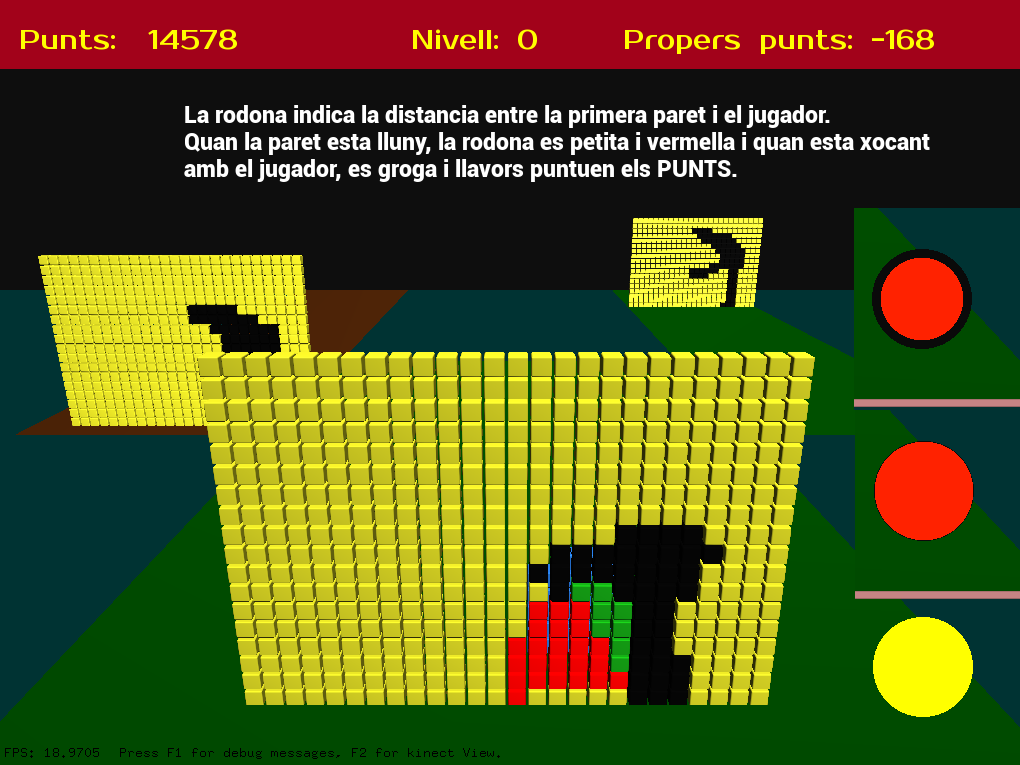 Punts: 14578 Nivell: 0 Propers punts: -168
La rodona indica la distancia entre la primera paret i el jugador.
Quan la paret esta lluny, la rodona es petita i vermella i quan esta xocant
amb el jugador, es groga i llavors puntuen els PUNTS.
FPS: 18.9705 Press F1 for debug messages, F2 for kinect View.